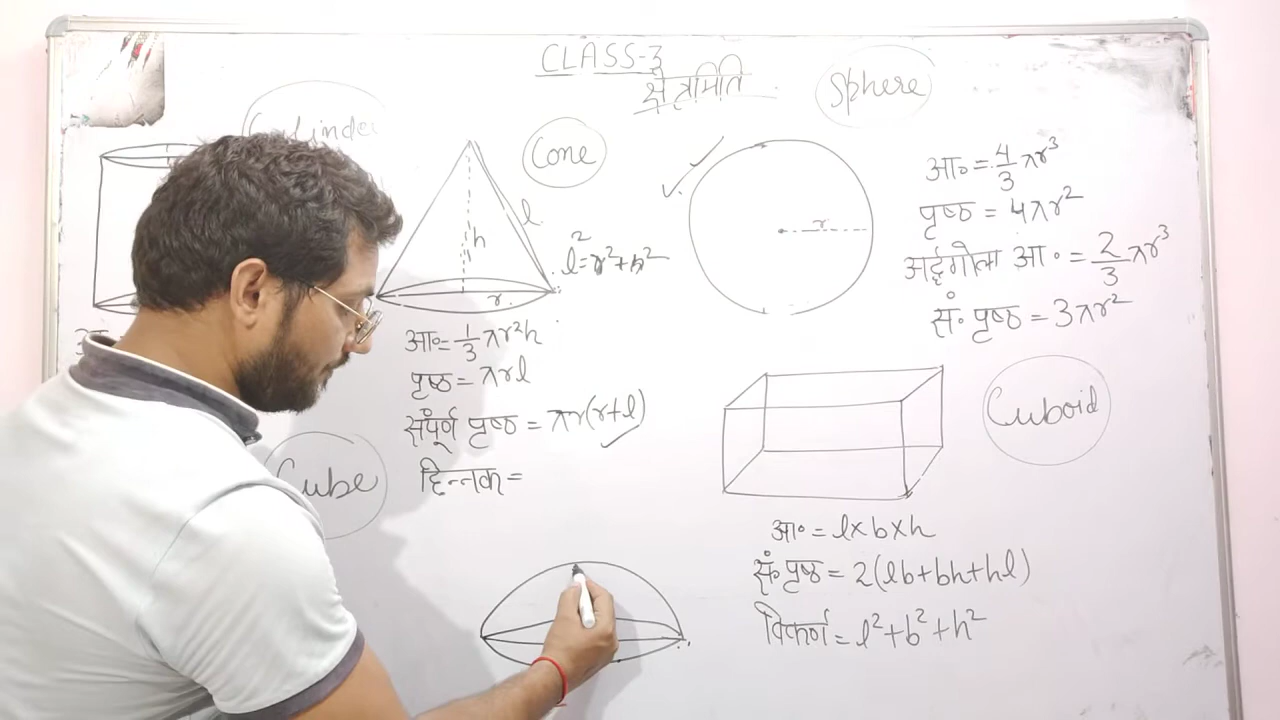 CLASS-3
क्षेत्रमिति
Sphere
Cone
h
l
l²=r²+h²
r
आ०=1/3 πr²h
पृष्ठ = πrl
संपूर्ण पृष्ठ = πr(r+l)
छिन्नक =
Cube
r
आ० = 4/3 πr³
पृष्ठ = 4πr²
अर्द्धगोला आ० = 2/3 πr³
सं० पृष्ठ = 3πr²
Cuboid
आ० = l×b×h
सं० पृष्ठ = 2(lb+bh+hl)
विकर्ण = l²+b²+h²